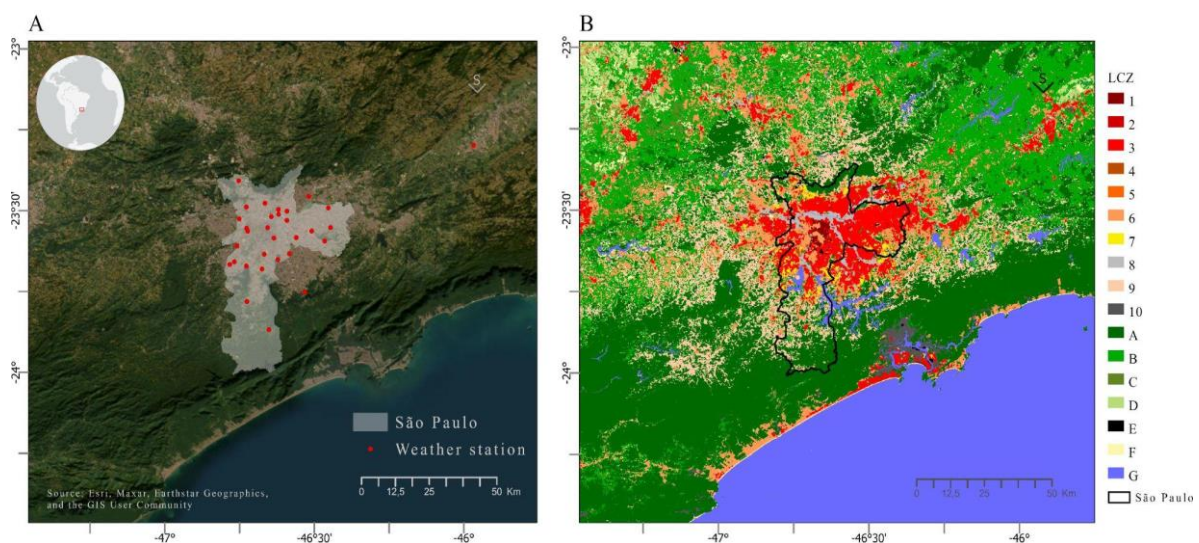 A
B
-23°
-23°30'
-24°
S
São Paulo
Weather station
0 12,5 25 50 Km
Source: Esri, Maxar, Earthstar Geographics,
and the GIS User Community
-47°
-46°30'
-46°
-23°
-23°30'
-24°
S
0 12,5 25 50 Km
-47°
-46°30'
-46°
LCZ
1
2
3
4
5
6
7
8
9
10
A
B
C
D
E
F
G
São Paulo